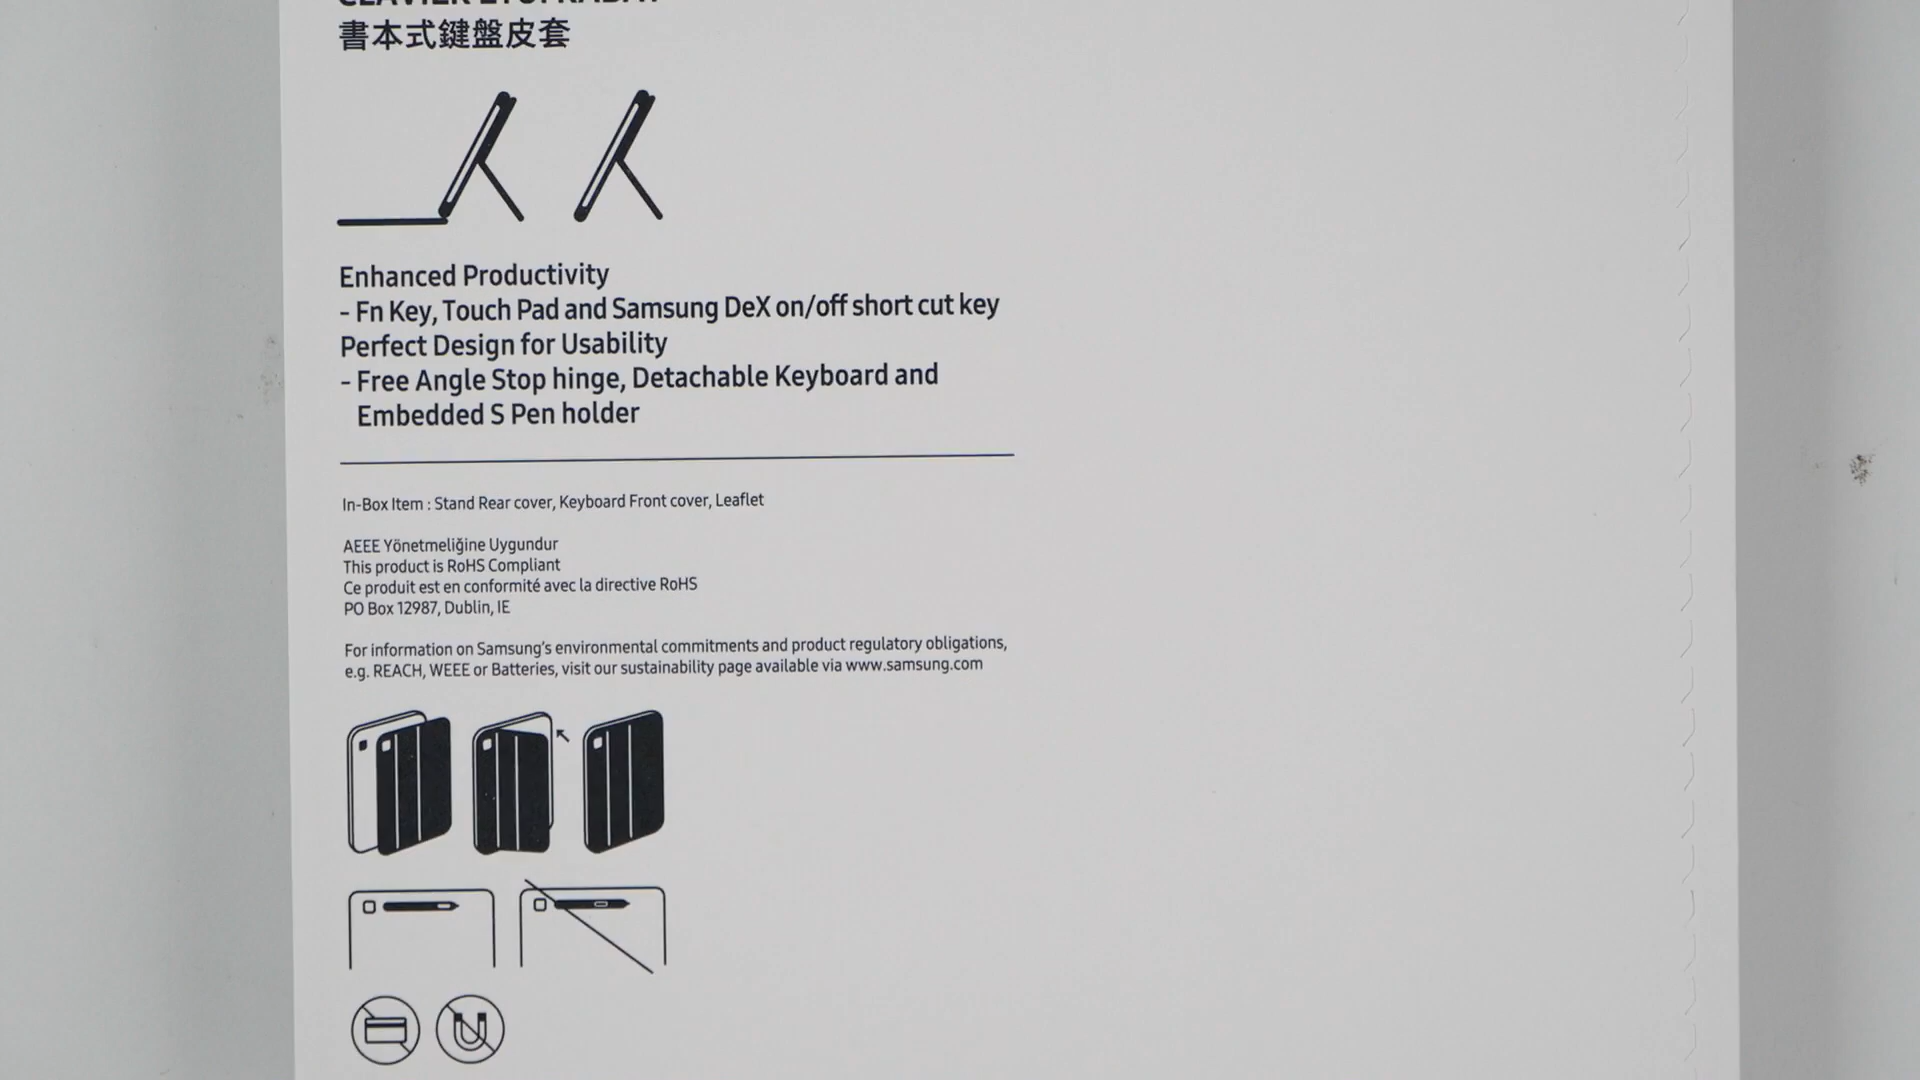 書本式鍵盤皮套
Enhanced Productivity
- Fn Key, Touch Pad and Samsung DeX on/off short cut key
Perfect Design for Usability
- Free Angle Stop hinge, Detachable Keyboard and
Embedded S Pen holder
In-Box Item : Stand Rear cover, Keyboard Front cover, Leaflet
AEEE Yönetmeliğine Uygundur
This product is RoHS Compliant
Ce produit est en conformité avec la directive RoHS
PO Box 12987, Dublin, IE
For information on Samsung's environmental commitments and product regulatory obligations,
e.g. REACH, WEEE or Batteries, visit our sustainability page available via www.samsung.com